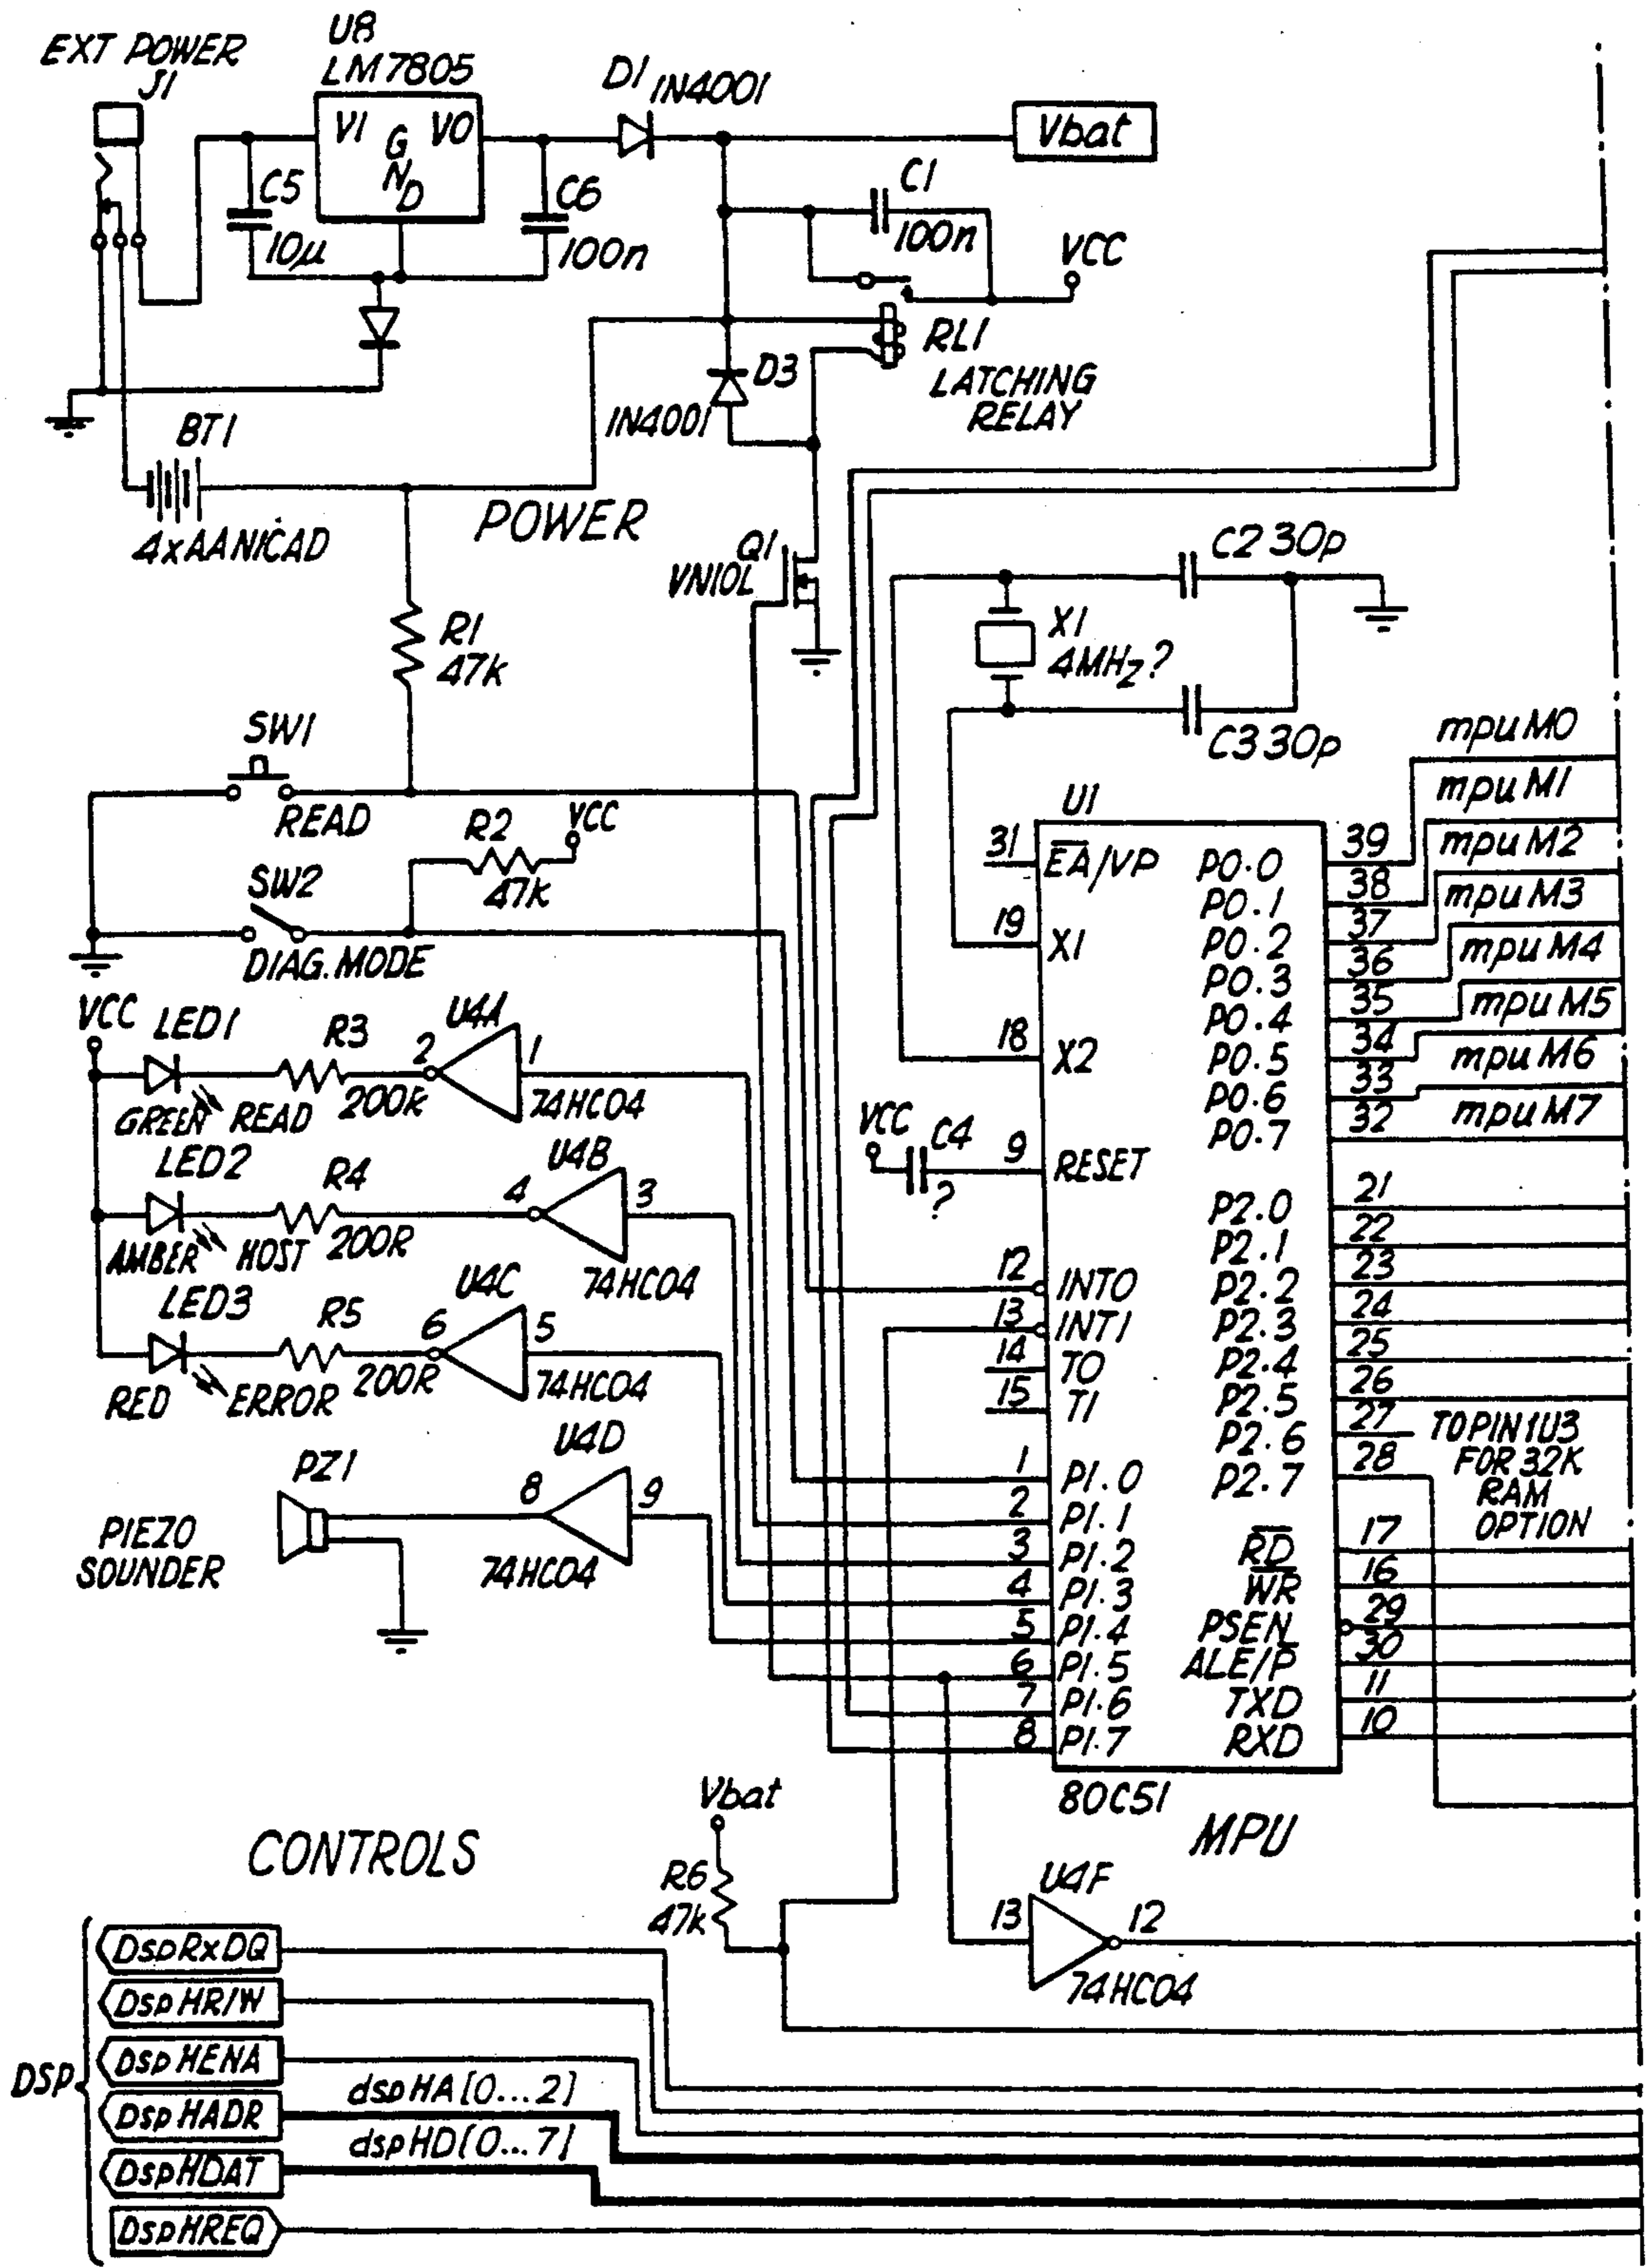 EXT POWER
J1
U8
LM7805
VI
GND
VO
D1
IN4001
Vbat
C5
10µ
C6
100n
C1
100n
VCC
RL1
LATCHING
RELAY
D3
IN4001
BT1
4xAANICAD
POWER
Q1
VN10L
C2 30p
X1
4MHz?
C3 30p
R1
47k
SW1
READ
R2
47k
VCC
SW2
DIAG. MODE
VCC
LED1
GREEN
READ
R3
200k
U4A
2
1
74HC04
LED2
AMBER
HOST
R4
200R
U4B
4
3
74HC04
LED3
RED
ERROR
R5
200R
U4C
6
5
74HC04
PZ1
PIEZO
SOUNDER
U4D
8
9
74HC04
VCC
C4
?
U1
31 EA/VP
19 X1
18 X2
9 RESET
12 INT0
13 INT1
14 T0
15 T1
1 P1.0
2 P1.1
3 P1.2
4 P1.3
5 P1.4
6 P1.5
7 P1.6
8 P1.7
P0.0 39 mpu M0
P0.1 38 mpu M1
P0.2 37 mpu M2
P0.3 36 mpu M3
P0.4 35 mpu M4
P0.5 34 mpu M5
P0.6 33 mpu M6
P0.7 32 mpu M7
P2.0 21
P2.1 22
P2.2 23
P2.3 24
P2.4 25
P2.5 26
P2.6 27
P2.7 28
TO PIN 1 U3
FOR 32K
RAM
OPTION
RD 17
WR 16
PSEN 29
ALE/P 30
TXD 11
RXD 10
80C51
MPU
Vbat
R6
47k
U4F
13
12
74HC04
CONTROLS
DSP
DspRxDQ
DspHR/W
DspHENA
DspHADR
dspHA[0...2]
DspHDAT
dspHD[0...7]
DspHREQ